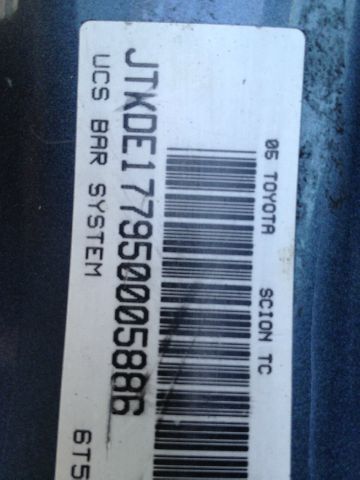 05 TOYOTA SCION TC
JTKDE177950005886
UCS BAR SYSTEM 6T5